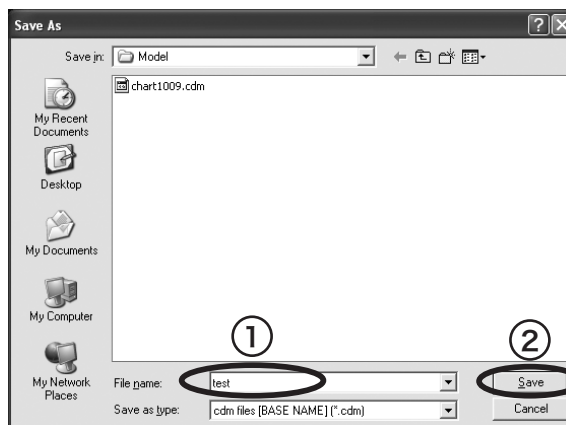 Save As
Save in: Model
chart1009.cdm
My Recent
Documents
Desktop
My Documents
My Computer
My Network
Places
① ②
File name: test Save
Save as type: cdm files [BASE NAME] (*.cdm) Cancel